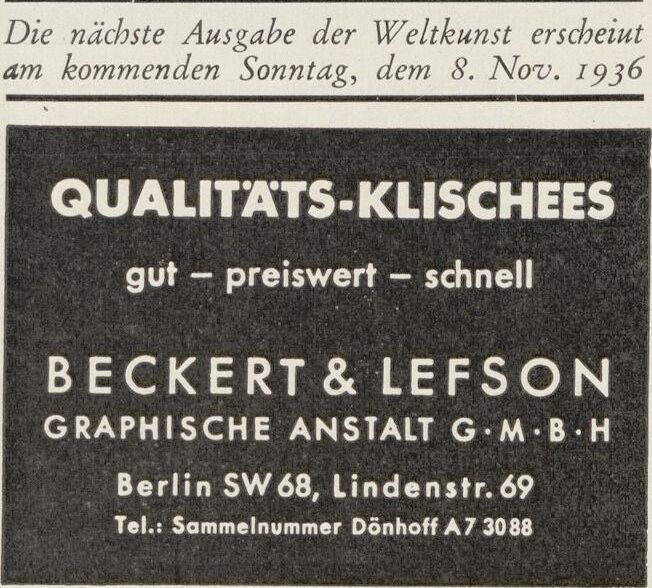 Die nächste Ausgabe der Weltkunst erscheiut
am kommenden Sonntag, dem 8. Nov. 1936
QUALITÄTS-KLISCHEES
gut – preiswert – schnell
BECKERT & LEFSON
GRAPHISCHE ANSTALT G·M·B·H
Berlin SW 68, Lindenstr. 69
Tel.: Sammelnummer Dönhoff A7 3088